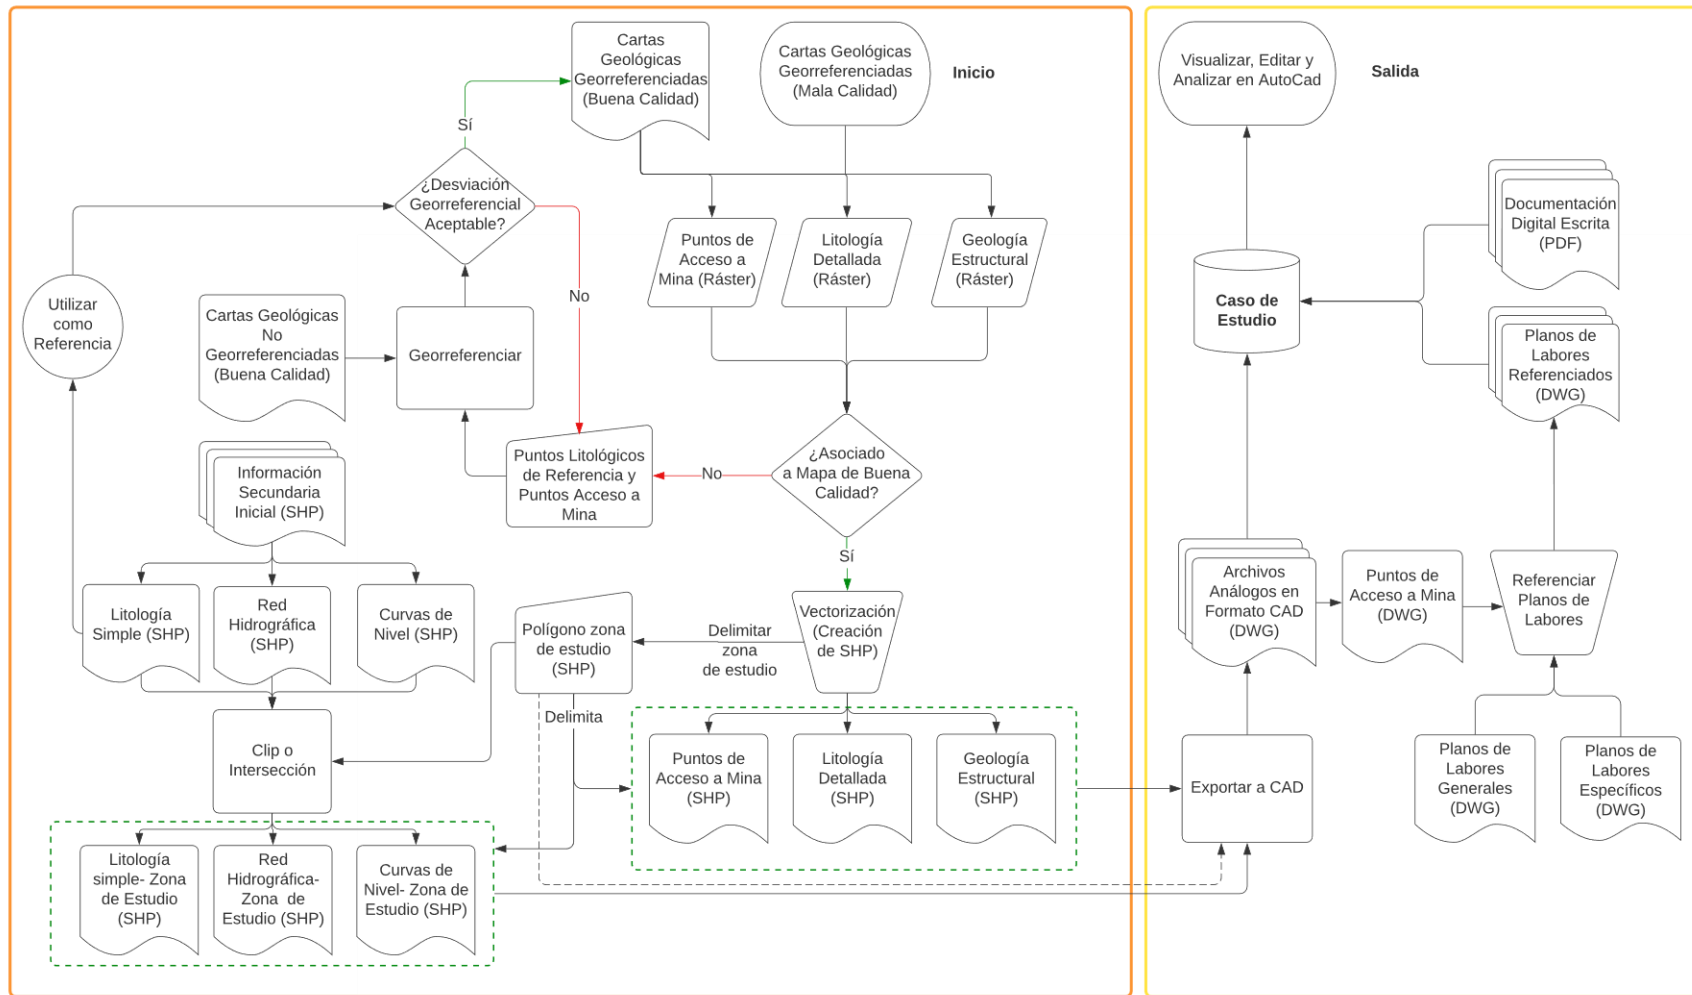 Cartas
Geológicas
Georreferenciadas
(Buena Calidad)
Cartas Geológicas
Georreferenciadas
(Mala Calidad)
Inicio
Sí
¿Desviación
Georreferencial
Aceptable?
No
Puntos de
Acceso a
Mina (Ráster)
Litología
Detallada
(Ráster)
Geología
Estructural
(Ráster)
Utilizar
como
Referencia
Cartas Geológicas
No
Georreferenciadas
(Buena Calidad)
Georreferenciar
Puntos Litológicos
de Referencia y
Puntos Acceso a
Mina
No
¿Asociado
a Mapa de Buena
Calidad?
Sí
Información
Secundaria
Inicial (SHP)
Litología
Simple (SHP)
Red
Hidrográfica
(SHP)
Curvas de
Nivel (SHP)
Polígono zona
de estudio
(SHP)
Delimitar
zona
de estudio
Vectorización
(Creación
de SHP)
Delimita
Clip o
Intersección
Puntos de
Acceso a Mina
(SHP)
Litología
Detallada
(SHP)
Geología
Estructural
(SHP)
Litología
simple- Zona
de Estudio
(SHP)
Red
Hidrográfica-
Zona de
Estudio (SHP)
Curvas de
Nivel- Zona de
Estudio (SHP)
Visualizar, Editar y
Analizar en AutoCad
Salida
Documentación
Digital Escrita
(PDF)
Caso de
Estudio
Planos de
Labores
Referenciados
(DWG)
Archivos
Análogos en
Formato CAD
(DWG)
Puntos de
Acceso a Mina
(DWG)
Referenciar
Planos de
Labores
Exportar a CAD
Planos de
Labores
Generales
(DWG)
Planos de
Labores
Específicos
(DWG)